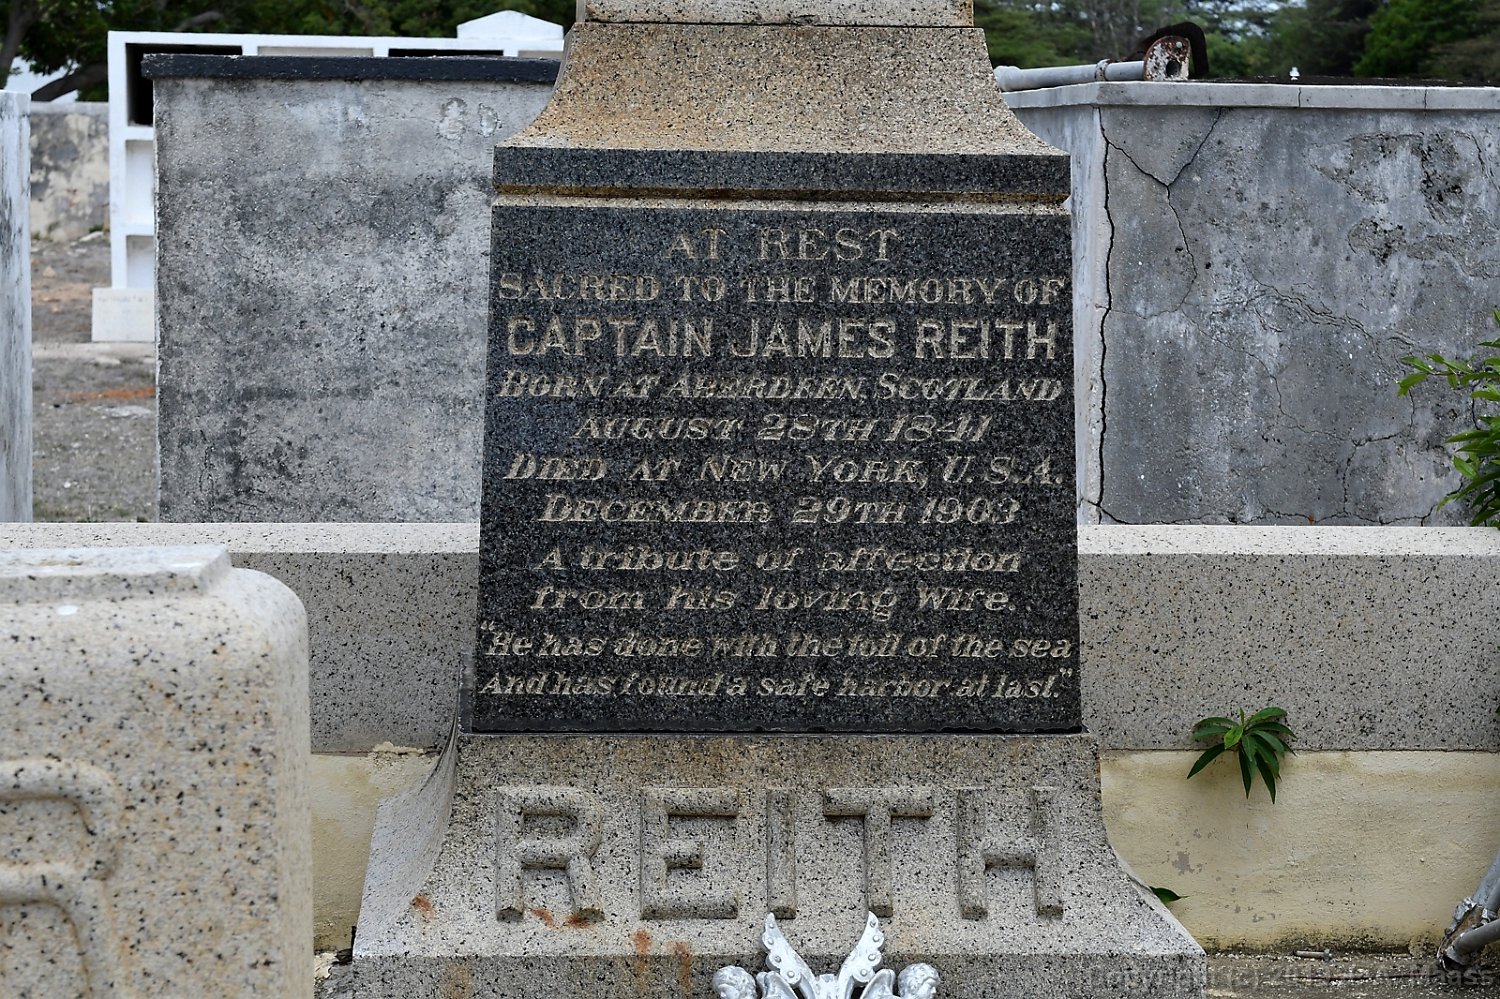 AT REST
SACRED TO THE MEMORY OF
CAPTAIN JAMES REITH
BORN AT ABERDEEN, SCOTLAND
AUGUST 28TH 1841
DIED AT NEW YORK, U.S.A.
DECEMBER 29TH 1903
A tribute of affection
from his loving Wife.
"He has done with the toil of the sea
And has found a safe harbor at last."
REITH
R